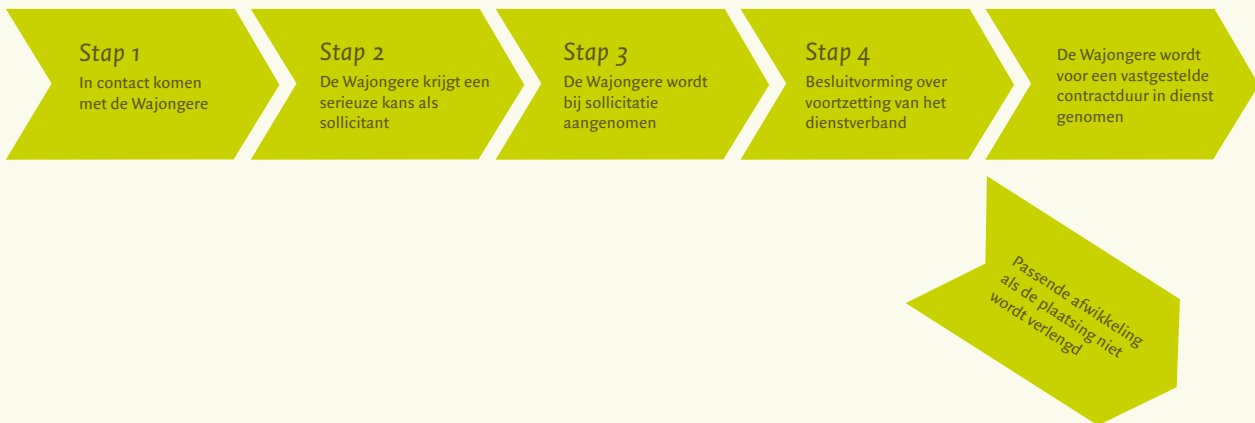 Stap 1
In contact komen
met de Wajongere
Stap 2
De Wajongere krijgt een
serieuze kans als
sollicitant
Stap 3
De Wajongere wordt
bij sollicitatie
aangenomen
Stap 4
Besluitvorming over
voortzetting van het
dienstverband
De Wajongere wordt
voor een vastgestelde
contractduur in dienst
genomen
Passende afwikkeling
als de plaatsing niet
wordt verlengd